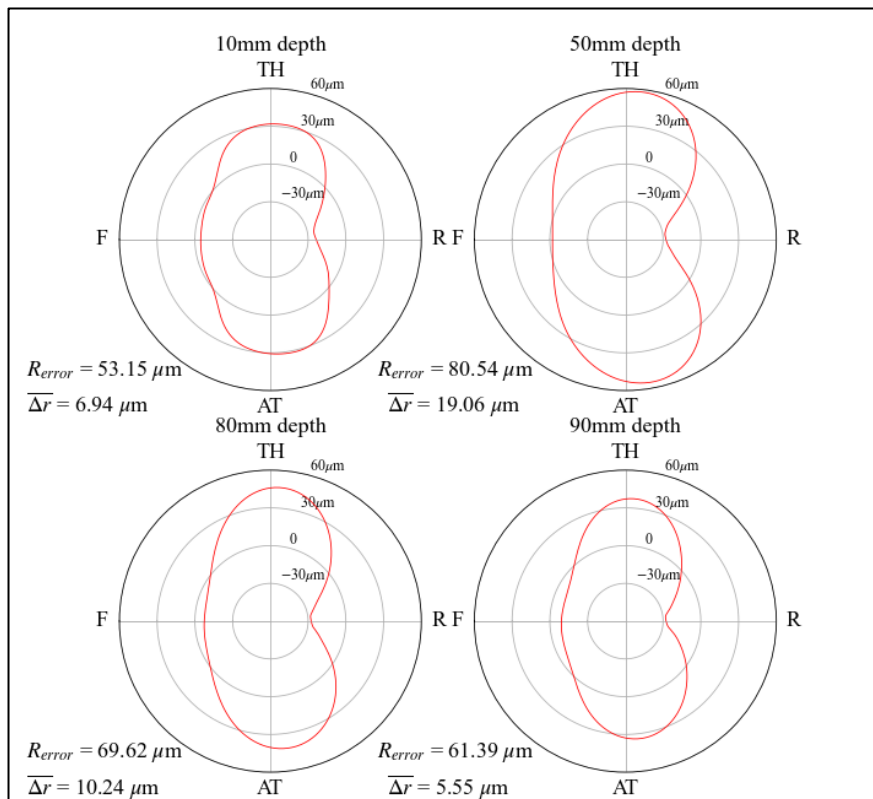 10mm depth
TH
60μm
30μm
0
−30μm
F
R
R_error = 53.15 μm
Δr = 6.94 μm
AT
50mm depth
TH
60μm
30μm
0
−30μm
F
R
R_error = 80.54 μm
Δr = 19.06 μm
AT
80mm depth
TH
60μm
30μm
0
−30μm
F
R
R_error = 69.62 μm
Δr = 10.24 μm
AT
90mm depth
TH
60μm
30μm
0
−30μm
F
R
R_error = 61.39 μm
Δr = 5.55 μm
AT